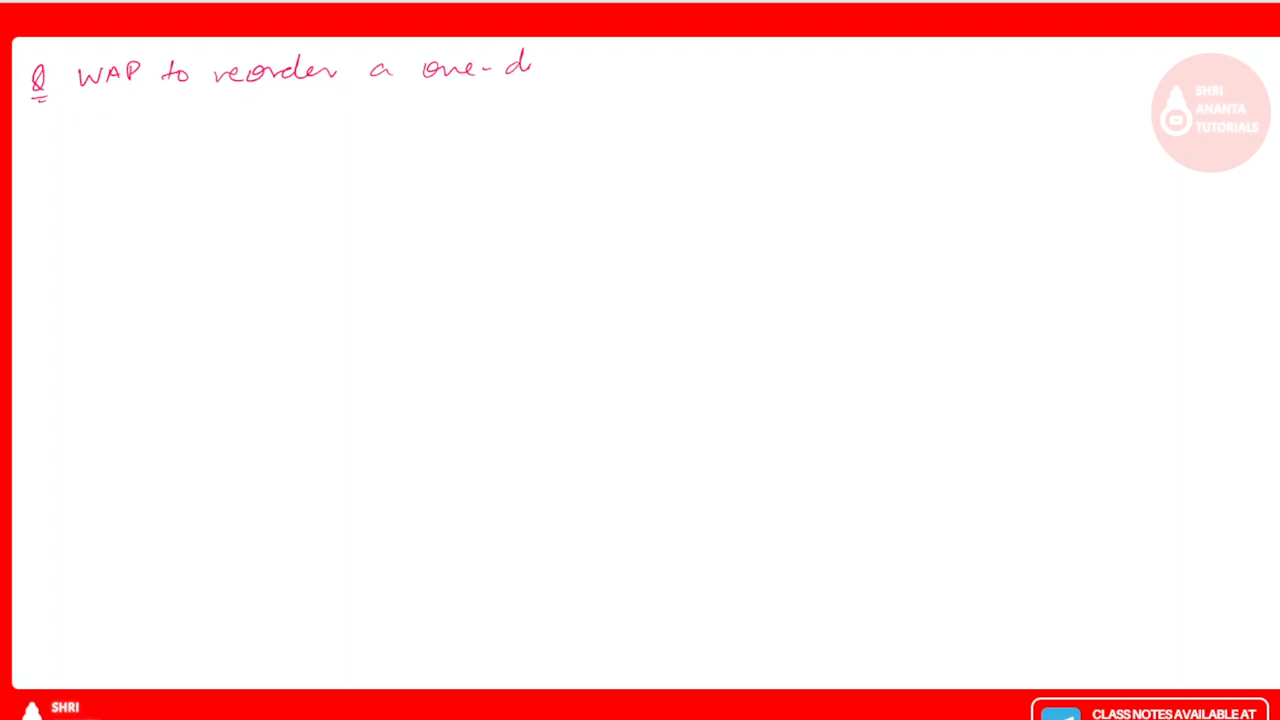 Q WAP to reorder a one-d
SHRI
ANANTA
TUTORIALS
SHRI
CLASS NOTES AVAILABLE AT